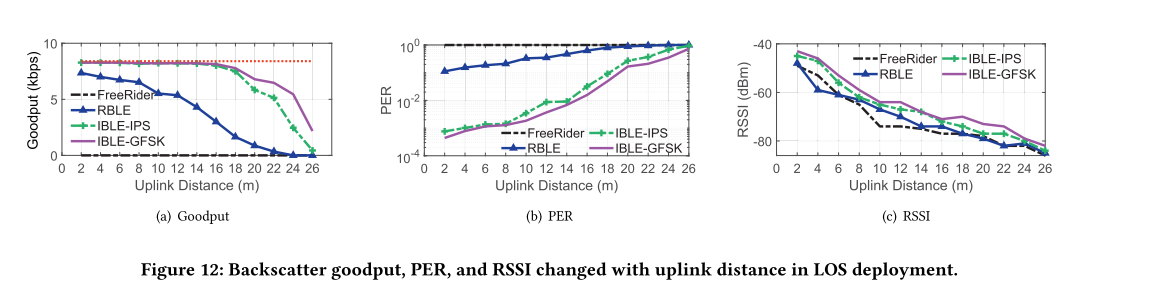 10
5
0
Goodput (kbps)
FreeRider
RBLE
IBLE-IPS
IBLE-GFSK
0 2 4 6 8 10 12 14 16 18 20 22 24 26
Uplink Distance (m)
(a) Goodput
10⁰
10⁻²
10⁻⁴
PER
FreeRider IBLE-IPS
RBLE IBLE-GFSK
0 2 4 6 8 10 12 14 16 18 20 22 24 26
Uplink Distance (m)
(b) PER
-40
-60
-80
RSSI (dBm)
FreeRider IBLE-IPS
RBLE IBLE-GFSK
0 2 4 6 8 10 12 14 16 18 20 22 24 26
Uplink Distance (m)
(c) RSSI
Figure 12: Backscatter goodput, PER, and RSSI changed with uplink distance in LOS deployment.